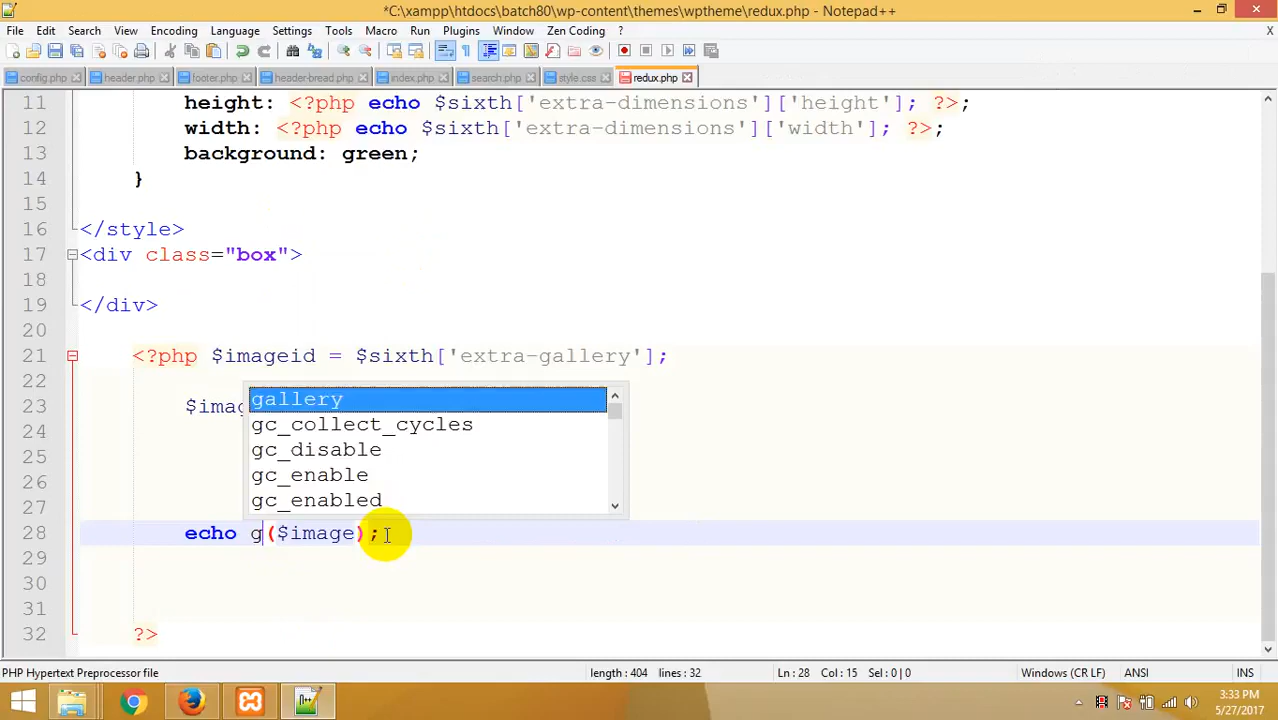 *C:\xampp\htdocs\batch80\wp-content\themes\wptheme\redux.php - Notepad++
File Edit Search View Encoding Language Settings Tools Macro Run Plugins Window Zen Coding ? X
config.php header.php footer.php header-bread.php index.php search.php style.css redux.php
11 height: <?php echo $sixth['extra-dimensions']['height']; ?>;
12 width: <?php echo $sixth['extra-dimensions']['width']; ?>;
13 background: green;
14 }
15
16 </style>
17 <div class="box">
18
19 </div>
20
21 <?php $imageid = $sixth['extra-gallery'];
22
gallery
23 $imag
gc_collect_cycles
24
gc_disable
25
gc_enable
26
gc_enabled
27
28 echo g($image);
29
30
31
32 ?>
PHP Hypertext Preprocessor file length : 404 lines : 32 Ln : 28 Col : 15 Sel : 0 | 0 Windows (CR LF) ANSI INS
3:33 PM
5/27/2017